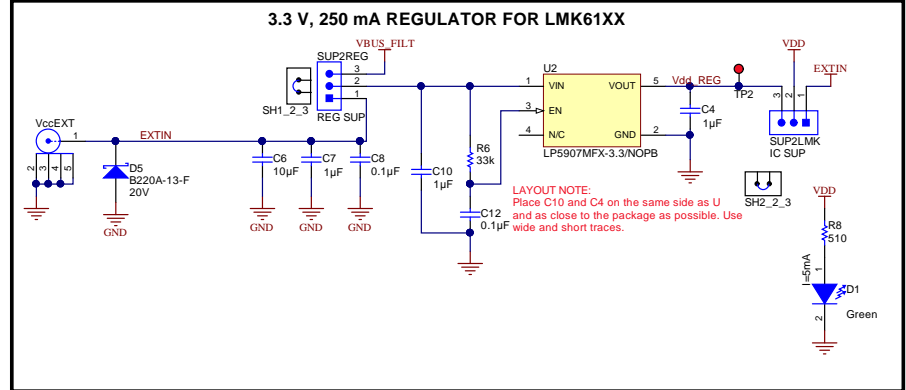 3.3 V, 250 mA REGULATOR FOR LMK61XX
VBUS_FILT
SUP2REG
3
2
1
SH1_2_3
REG SUP
VccEXT
1
EXTIN
2
3
4
5
D5
B220A-13-F
20V
GND
C6
10µF
GND
C7
1µF
GND
C8
0.1µF
GND
C10
1µF
R6
33k
C12
0.1µF
U2
1
VIN
VOUT
5
3
EN
4
N/C
GND
2
LP5907MFX-3.3/NOPB
Vdd_REG
TP2
C4
1µF
VDD
EXTIN
3
2
1
SUP2LMK
IC SUP
LAYOUT NOTE:
Place C10 and C4 on the same side as U
and as close to the package as possible. Use
wide and short traces.
SH2_2_3
VDD
R8
510
I=5mA
1
D1
2
Green